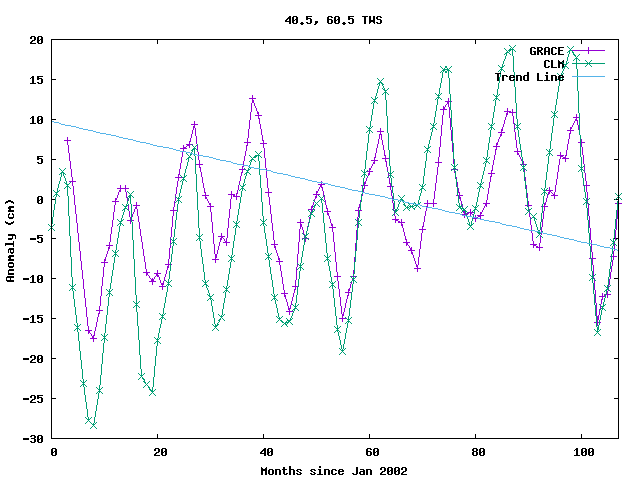 40.5, 60.5 TWS
GRACE
CLM
Trend Line
20
15
10
5
0
-5
-10
-15
-20
-25
-30
Anomaly (cm)
0 20 40 60 80 100
Months since Jan 2002